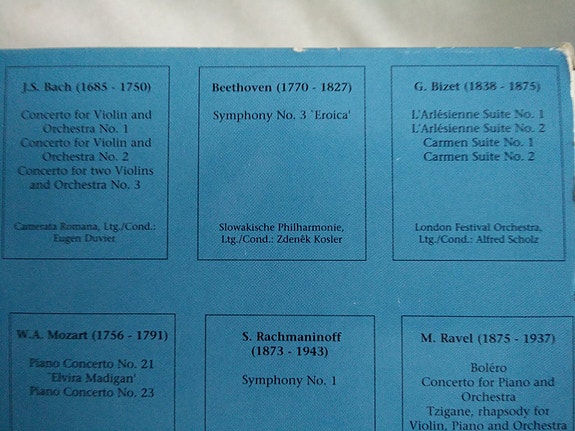 J.S. Bach (1685 - 1750)
Concerto for Violin and
Orchestra No. 1
Concerto for Violin and
Orchestra No. 2
Concerto for two Violins
and Orchestra No. 3
Camerata Romana, Ltg./Cond.:
Eugen Duvier
Beethoven (1770 - 1827)
Symphony No. 3 `Eroica'
Slowakische Philharmonie,
Ltg./Cond.: Zdeněk Kosler
G. Bizet (1838 - 1875)
L'Arlésienne Suite No. 1
L'Arlésienne Suite No. 2
Carmen Suite No. 1
Carmen Suite No. 2
London Festival Orchestra,
Ltg./Cond.: Alfred Scholz
W.A. Mozart (1756 - 1791)
Piano Concerto No. 21
`Elvira Madigan'
Piano Concerto No. 23
S. Rachmaninoff
(1873 - 1943)
Symphony No. 1
M. Ravel (1875 - 1937)
Boléro
Concerto for Piano and
Orchestra
Tzigane, rhapsody for
Violin, Piano and Orchestra